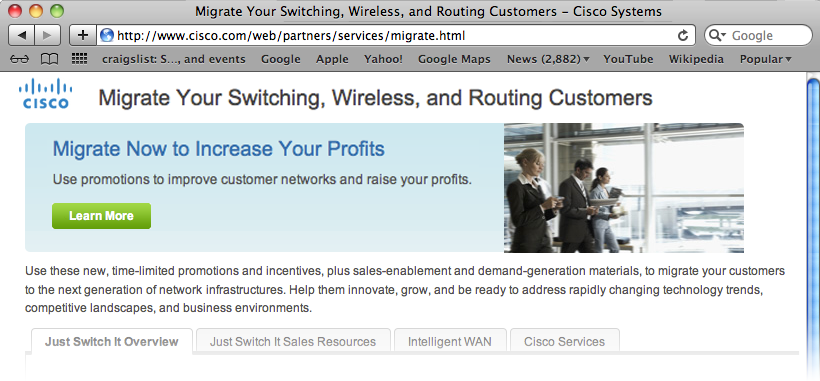 Migrate Your Switching, Wireless, and Routing Customers – Cisco Systems
http://www.cisco.com/web/partners/services/migrate.html
Google
craigslist: S..., and events Google Apple Yahoo! Google Maps News (2,882) YouTube Wikipedia Popular
CISCO
Migrate Your Switching, Wireless, and Routing Customers
Migrate Now to Increase Your Profits
Use promotions to improve customer networks and raise your profits.
Learn More
Use these new, time-limited promotions and incentives, plus sales-enablement and demand-generation materials, to migrate your customers
to the next generation of network infrastructures. Help them innovate, grow, and be ready to address rapidly changing technology trends,
competitive landscapes, and business environments.
Just Switch It Overview Just Switch It Sales Resources Intelligent WAN Cisco Services